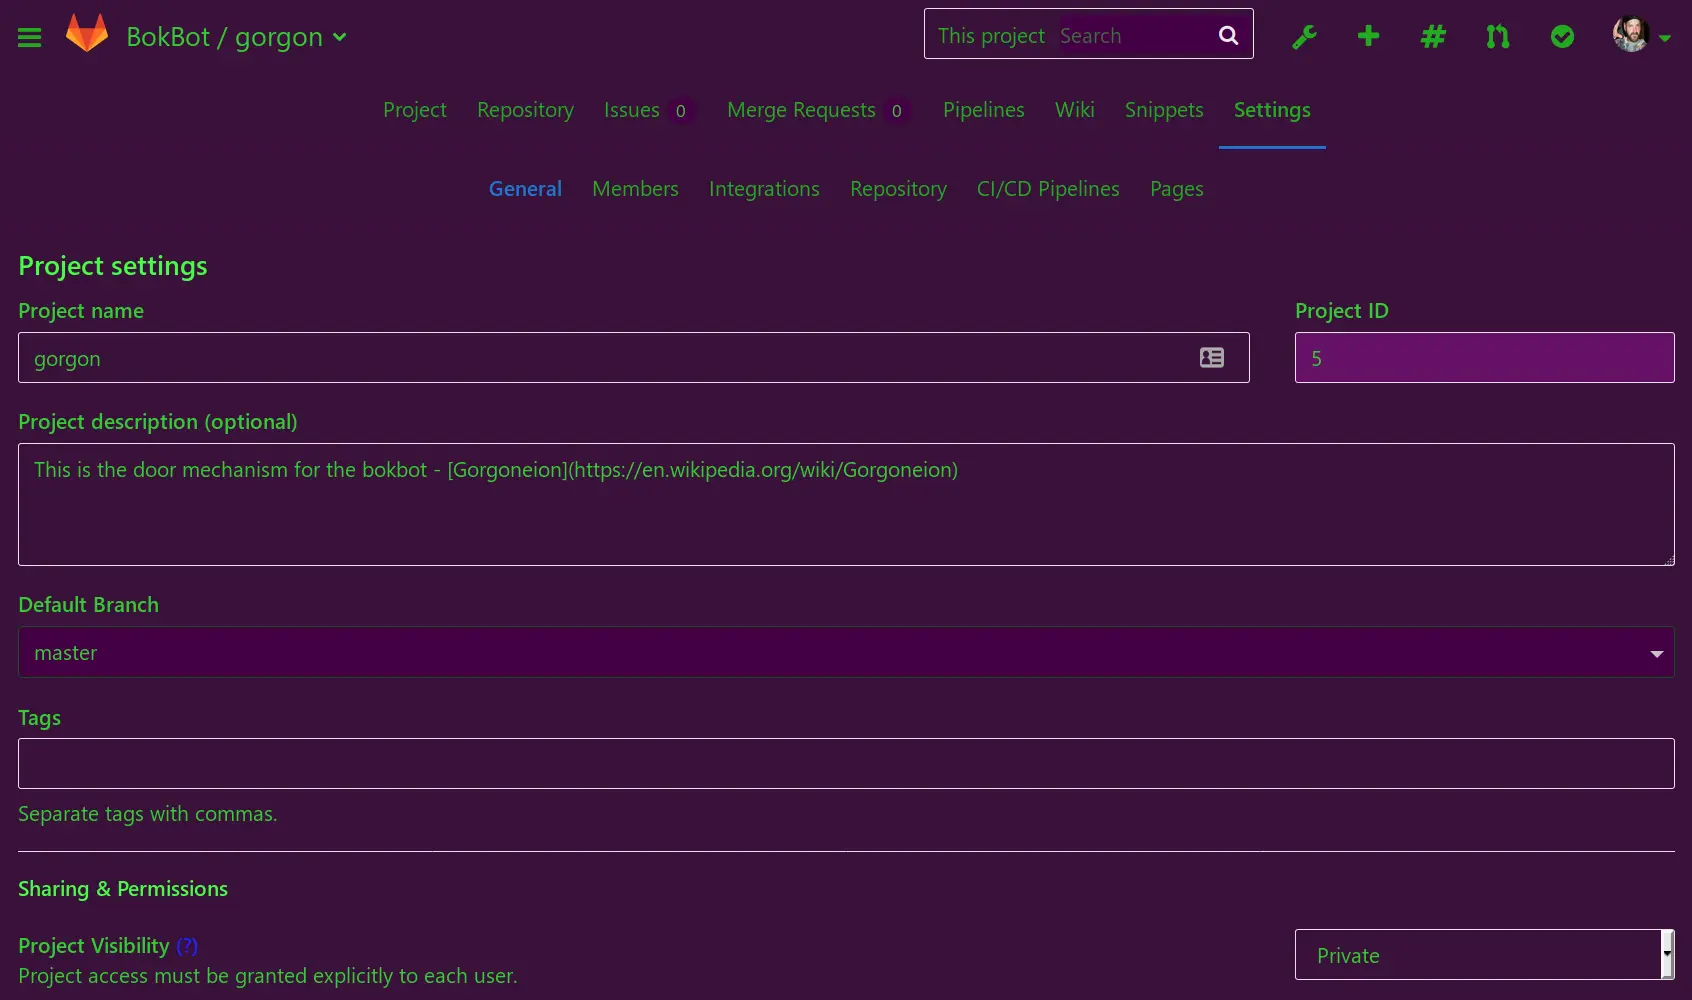 BokBot / gorgon
This project Search
Project Repository Issues 0 Merge Requests 0 Pipelines Wiki Snippets Settings
General Members Integrations Repository CI/CD Pipelines Pages
Project settings
Project name Project ID
gorgon 5
Project description (optional)
This is the door mechanism for the bokbot - [Gorgoneion](https://en.wikipedia.org/wiki/Gorgoneion)
Default Branch
master
Tags
Separate tags with commas.
Sharing & Permissions
Project Visibility (?)
Private
Project access must be granted explicitly to each user.